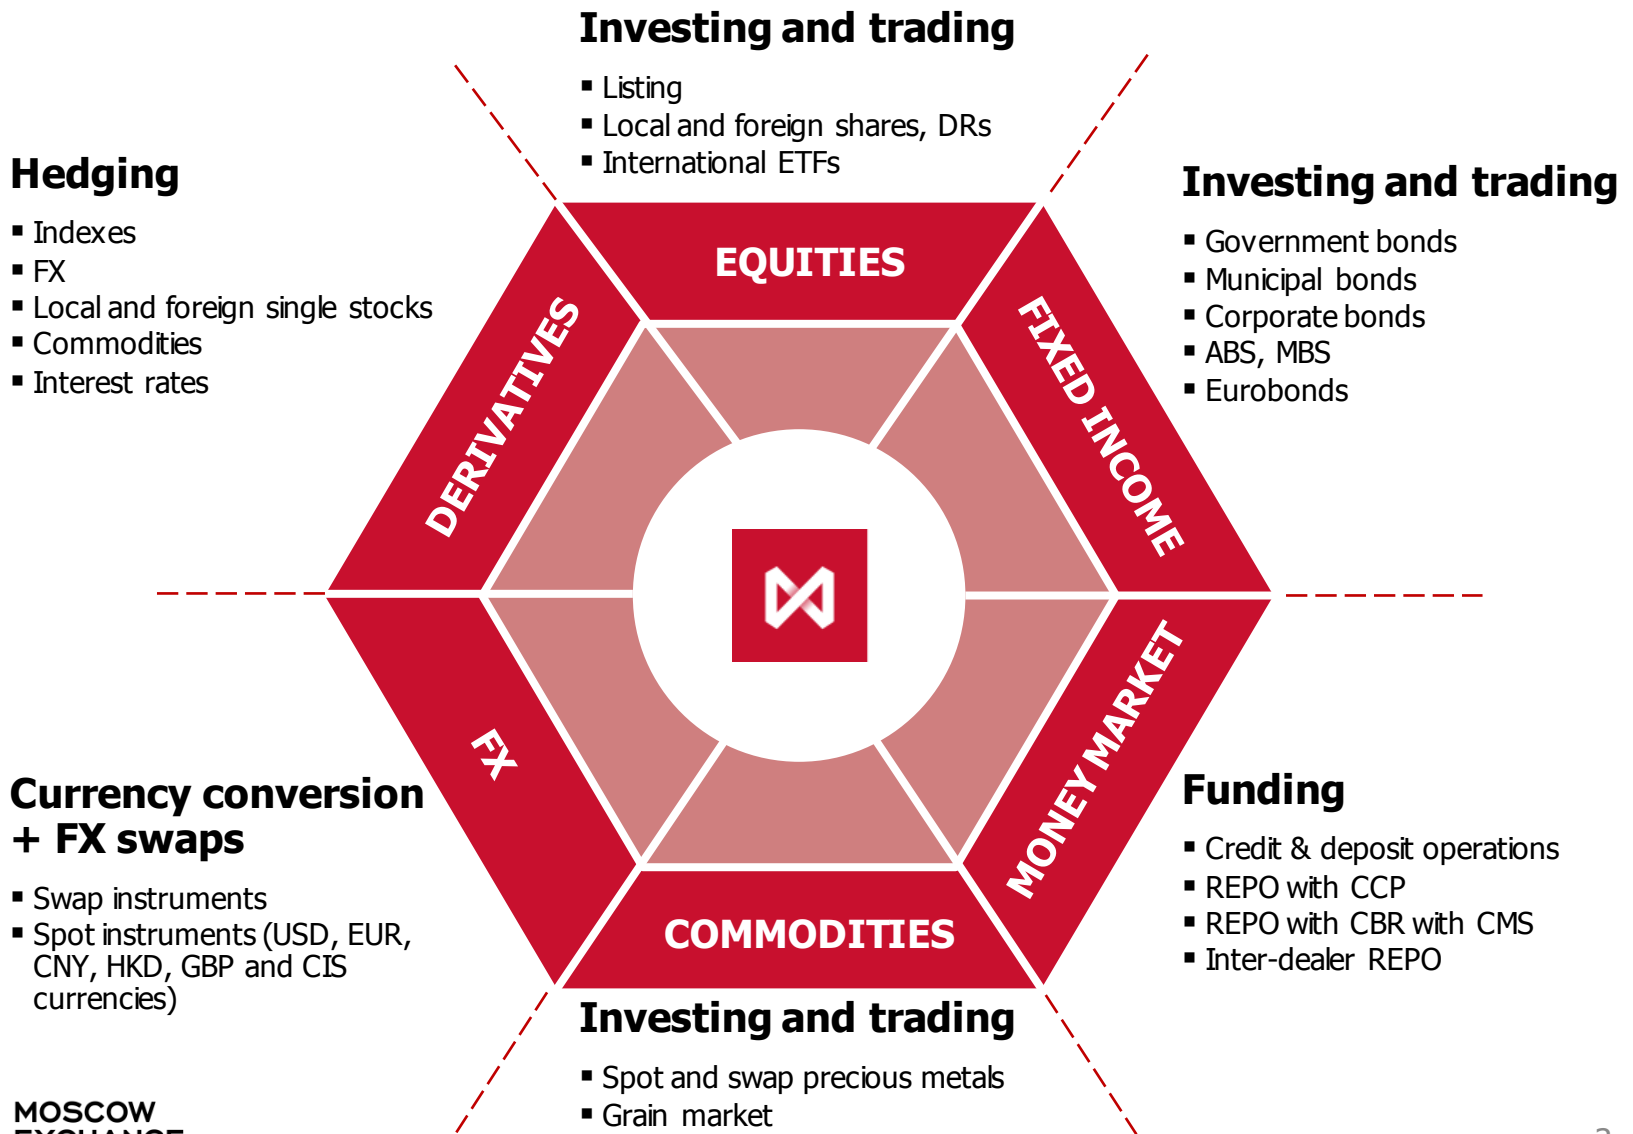 Investing and trading
▪ Listing
▪ Local and foreign shares, DRs
▪ International ETFs
Hedging
▪ Indexes
▪ FX
▪ Local and foreign single stocks
▪ Commodities
▪ Interest rates
Investing and trading
▪ Government bonds
▪ Municipal bonds
▪ Corporate bonds
▪ ABS, MBS
▪ Eurobonds
EQUITIES
DERIVATIVES
FIXED INCOME
FX
MONEY MARKET
COMMODITIES
Currency conversion
+ FX swaps
▪ Swap instruments
▪ Spot instruments (USD, EUR,
CNY, HKD, GBP and CIS
currencies)
Funding
▪ Credit & deposit operations
▪ REPO with CCP
▪ REPO with CBR with CMS
▪ Inter-dealer REPO
Investing and trading
▪ Spot and swap precious metals
▪ Grain market
MOSCOW
EXCHANGE